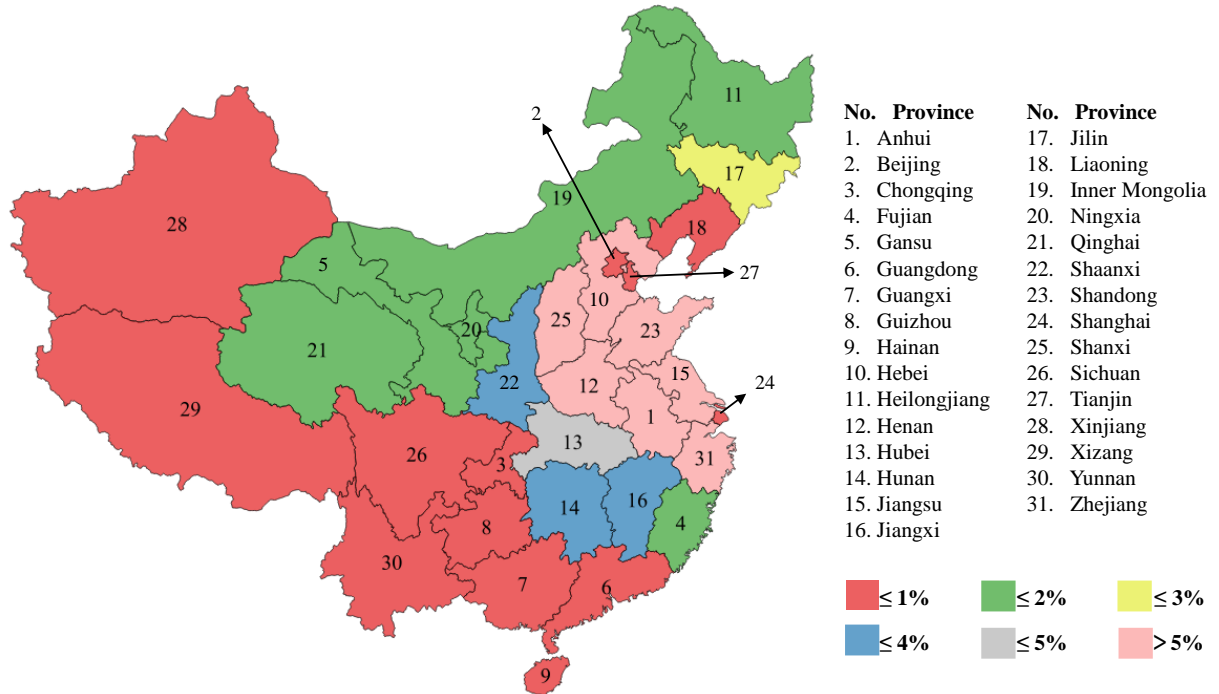 11
2
17
19
28
18
5
27
10
25
20
23
21
15
24
22
12
29
1
13
26
3
31
14
16
8
4
30
7
6
9
No. Province
1. Anhui
2. Beijing
3. Chongqing
4. Fujian
5. Gansu
6. Guangdong
7. Guangxi
8. Guizhou
9. Hainan
10. Hebei
11. Heilongjiang
12. Henan
13. Hubei
14. Hunan
15. Jiangsu
16. Jiangxi
No. Province
17. Jilin
18. Liaoning
19. Inner Mongolia
20. Ningxia
21. Qinghai
22. Shaanxi
23. Shandong
24. Shanghai
25. Shanxi
26. Sichuan
27. Tianjin
28. Xinjiang
29. Xizang
30. Yunnan
31. Zhejiang
≤ 1% ≤ 2% ≤ 3%
≤ 4% ≤ 5% > 5%